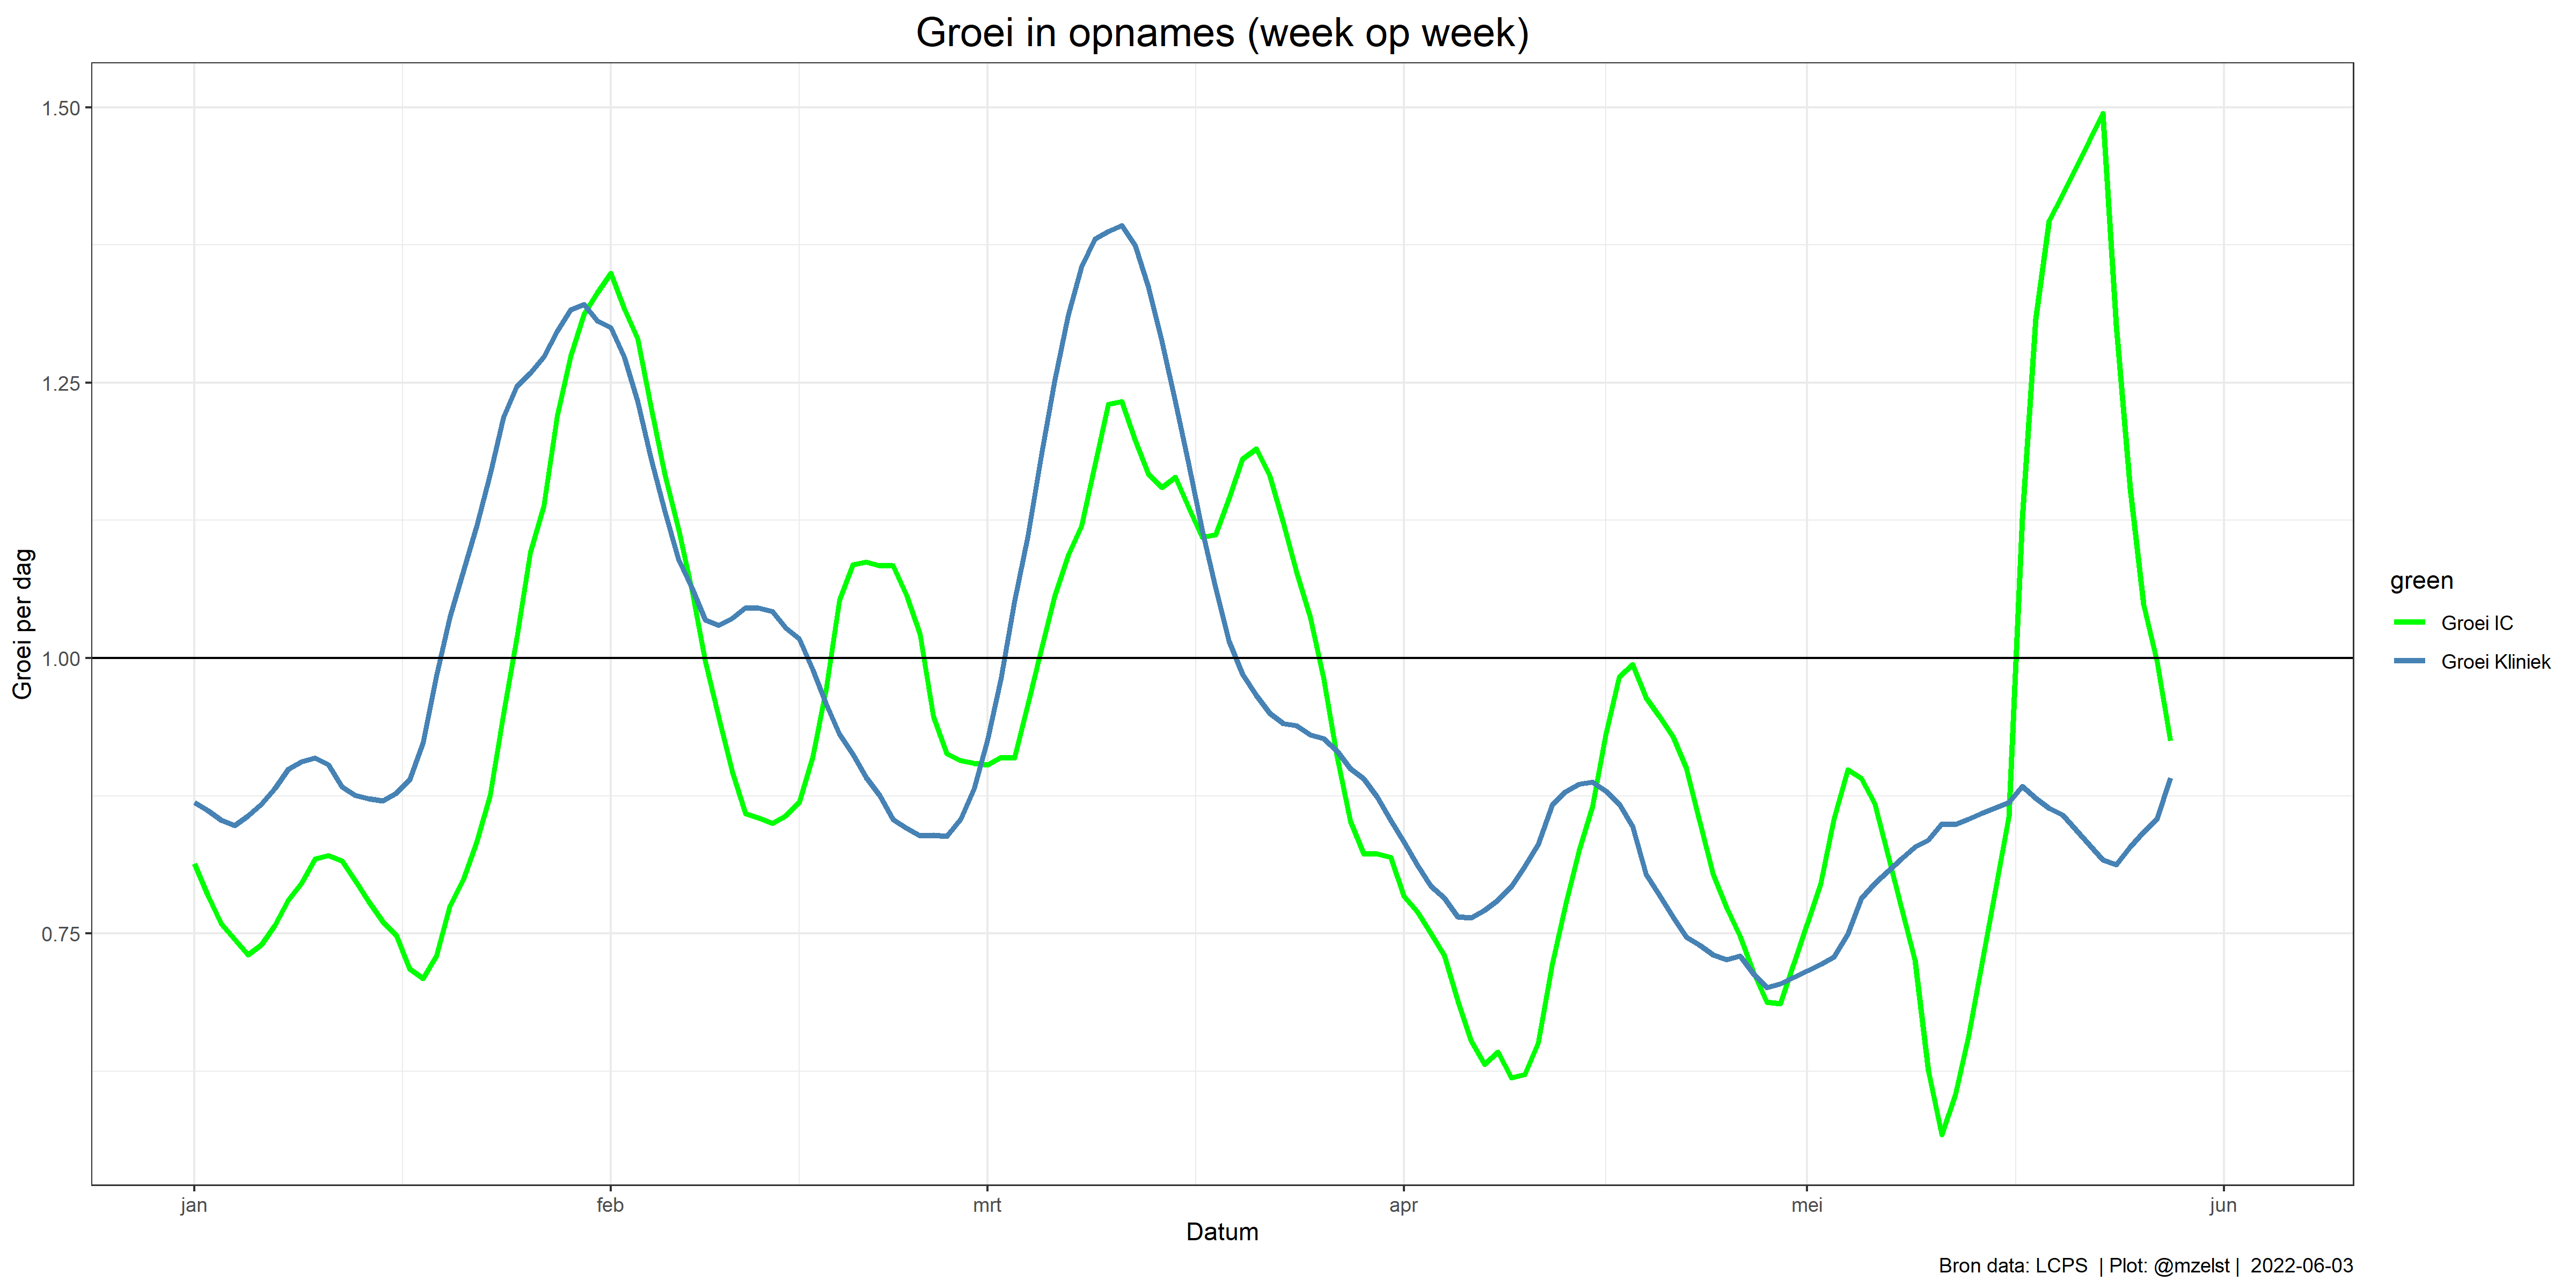 Groei in opnames (week op week)
Groei per dag
1.50
1.25
1.00
0.75
jan feb mrt apr mei jun
Datum
green
Groei IC
Groei Kliniek
Bron data: LCPS | Plot: @mzelst | 2022-06-03